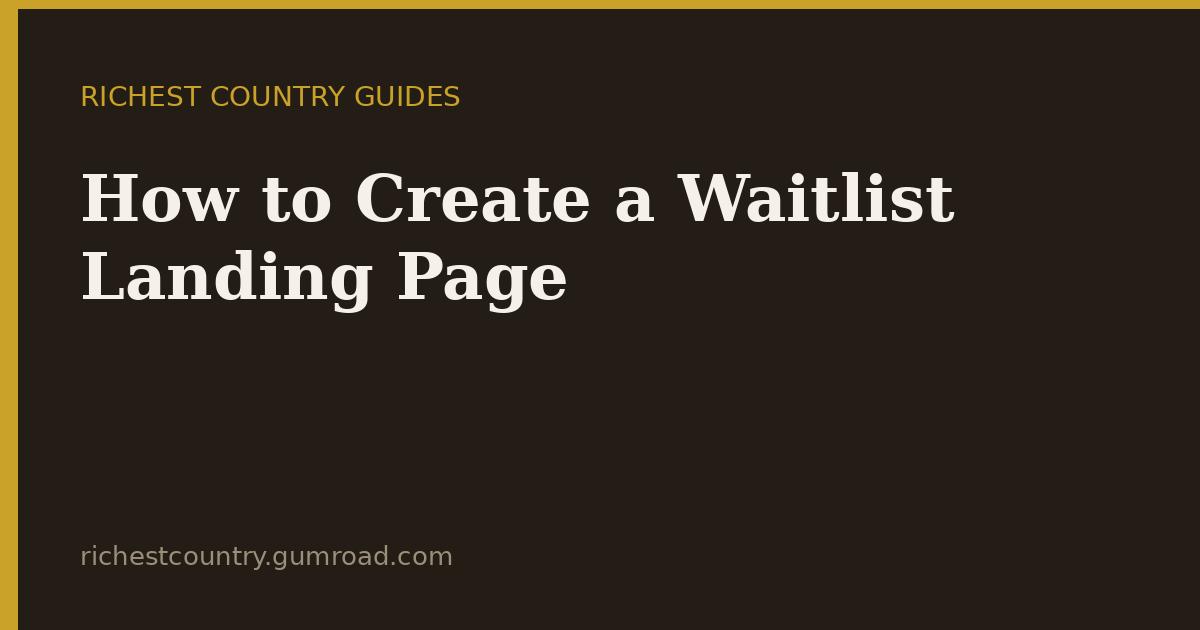 RICHEST COUNTRY GUIDES
How to Create a Waitlist
Landing Page
richestcountry.gumroad.com